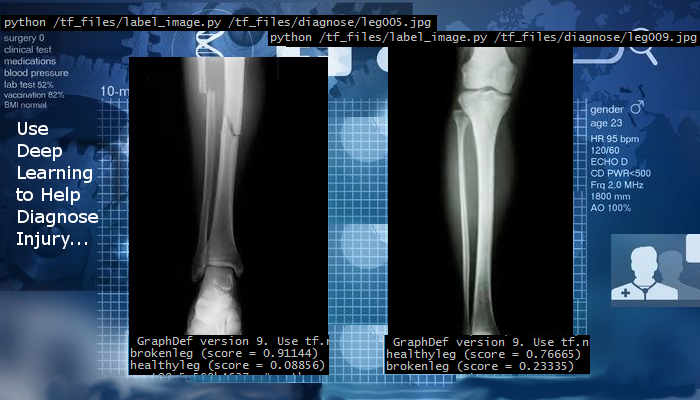 python /tf_files/label_image.py /tf_files/diagnose/leg005.jpg
python /tf_files/label_image.py /tf_files/diagnose/leg009.jpg
surgery 0
clinical test
medications
blood pressure
lab test 52%
vaccination 82%
BMI normal
10-m
Use
Deep
Learning
to Help
Diagnose
Injury...
gender ♂
age 23
HR 95 bpm
120/60
ECHO D
CD PWR<500
Frq 2.0 MHz
1800 mm
AO 100%
GraphDef version 9. Use tf.n
brokenleg (score = 0.91144)
healthyleg (score = 0.08856)
GraphDef version 9. Use tf.n
healthyleg (score = 0.76665)
brokenleg (score = 0.23335)